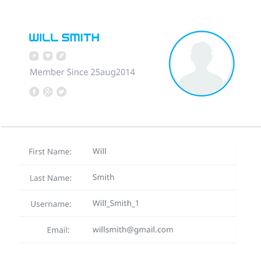 WILL SMITH
Member Since 25aug2014
First Name: Will
Last Name: Smith
Username: Will_Smith_1
Email: willsmith@gmail.com